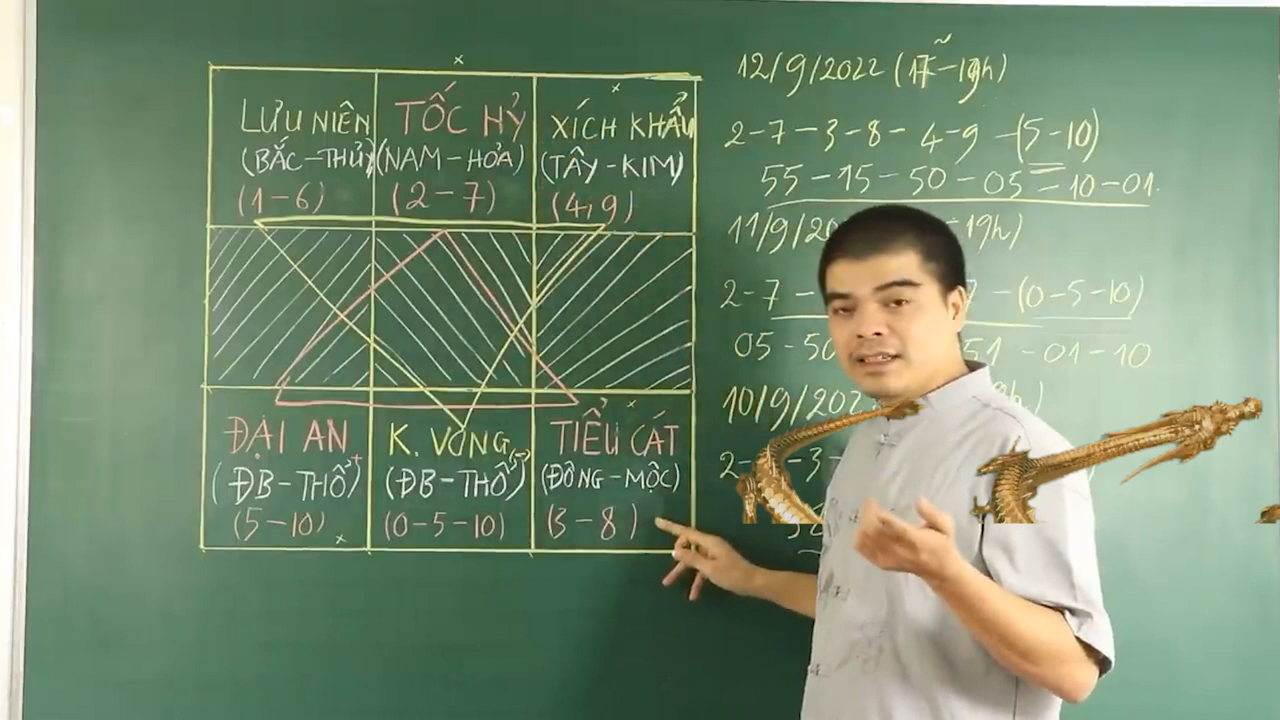 LƯU NIÊN
(BẮC-THỦY)
(1-6)
TỐC HỶ
(NAM-HỎA)
(2-7)
XÍCH KHẨU
(TÂY-KIM)
(4,9)
ĐẠI AN
(ĐB-THỔ)
(5-10)
K. VONG
(ĐB-THỔ)
(0-5-10)
TIỂU CÁT
(ĐÔNG-MỘC)
(3-8)
12/9/2022
2-7-3-8-4-9-(5-10)
55-15-50-05-10-01.
11/9/20 19h)
2-7- -(0-5-10)
05-50 51-01-10
10/9/202
2- -3-